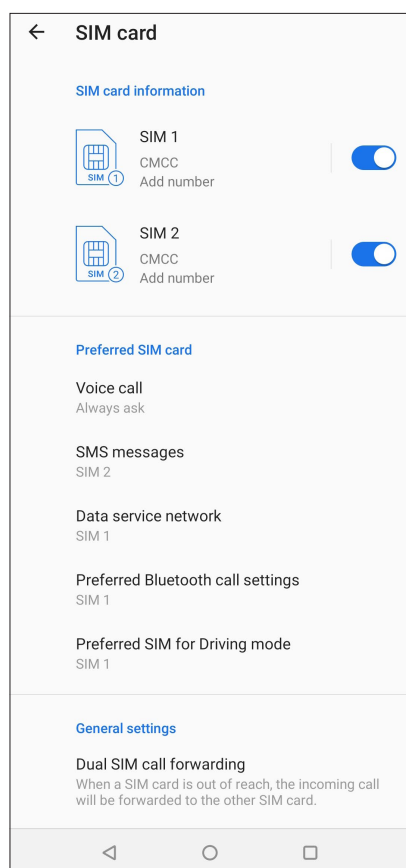 SIM card
SIM card information
SIM 1
CMCC
Add number
SIM 1
SIM 2
CMCC
Add number
SIM 2
Preferred SIM card
Voice call
Always ask
SMS messages
SIM 2
Data service network
SIM 1
Preferred Bluetooth call settings
SIM 1
Preferred SIM for Driving mode
SIM 1
General settings
Dual SIM call forwarding
When a SIM card is out of reach, the incoming call
will be forwarded to the other SIM card.